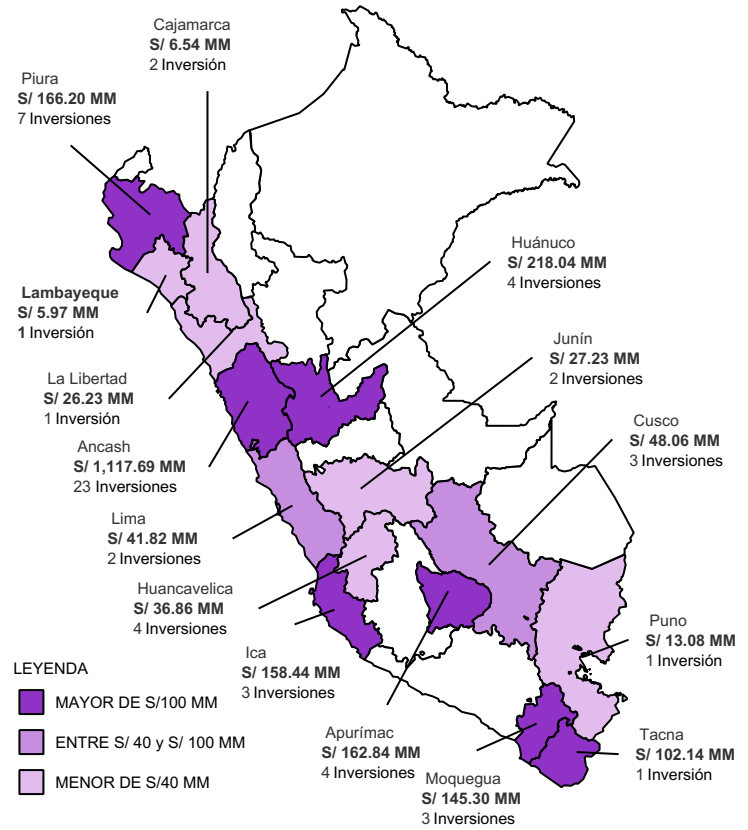 Cajamarca
S/ 6.54 MM
2 Inversión
Piura
S/ 166.20 MM
7 Inversiones
Huánuco
S/ 218.04 MM
4 Inversiones
Lambayeque
S/ 5.97 MM
1 Inversión
Junín
S/ 27.23 MM
2 Inversiones
La Libertad
S/ 26.23 MM
1 Inversión
Cusco
S/ 48.06 MM
3 Inversiones
Ancash
S/ 1,117.69 MM
23 Inversiones
Lima
S/ 41.82 MM
2 Inversiones
Huancavelica
S/ 36.86 MM
4 Inversiones
Puno
S/ 13.08 MM
1 Inversión
Ica
S/ 158.44 MM
3 Inversiones
LEYENDA
MAYOR DE S/100 MM
ENTRE S/ 40 y S/ 100 MM
MENOR DE S/40 MM
Apurímac
S/ 162.84 MM
4 Inversiones
Moquegua
S/ 145.30 MM
3 Inversiones
Tacna
S/ 102.14 MM
1 Inversión